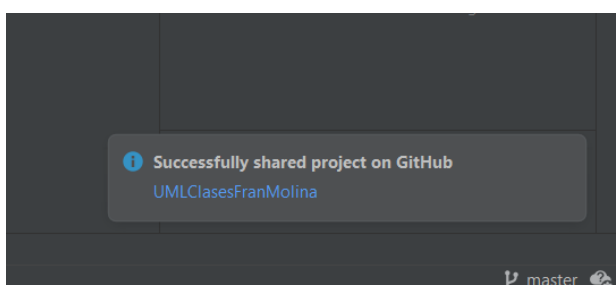 Successfully shared project on GitHub
UMLClasesFranMolina
master